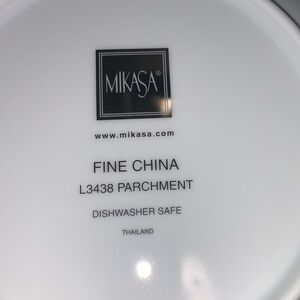 MIKASA®
www.mikasa.com
FINE CHINA
L3438 PARCHMENT
DISHWASHER SAFE
THAILAND